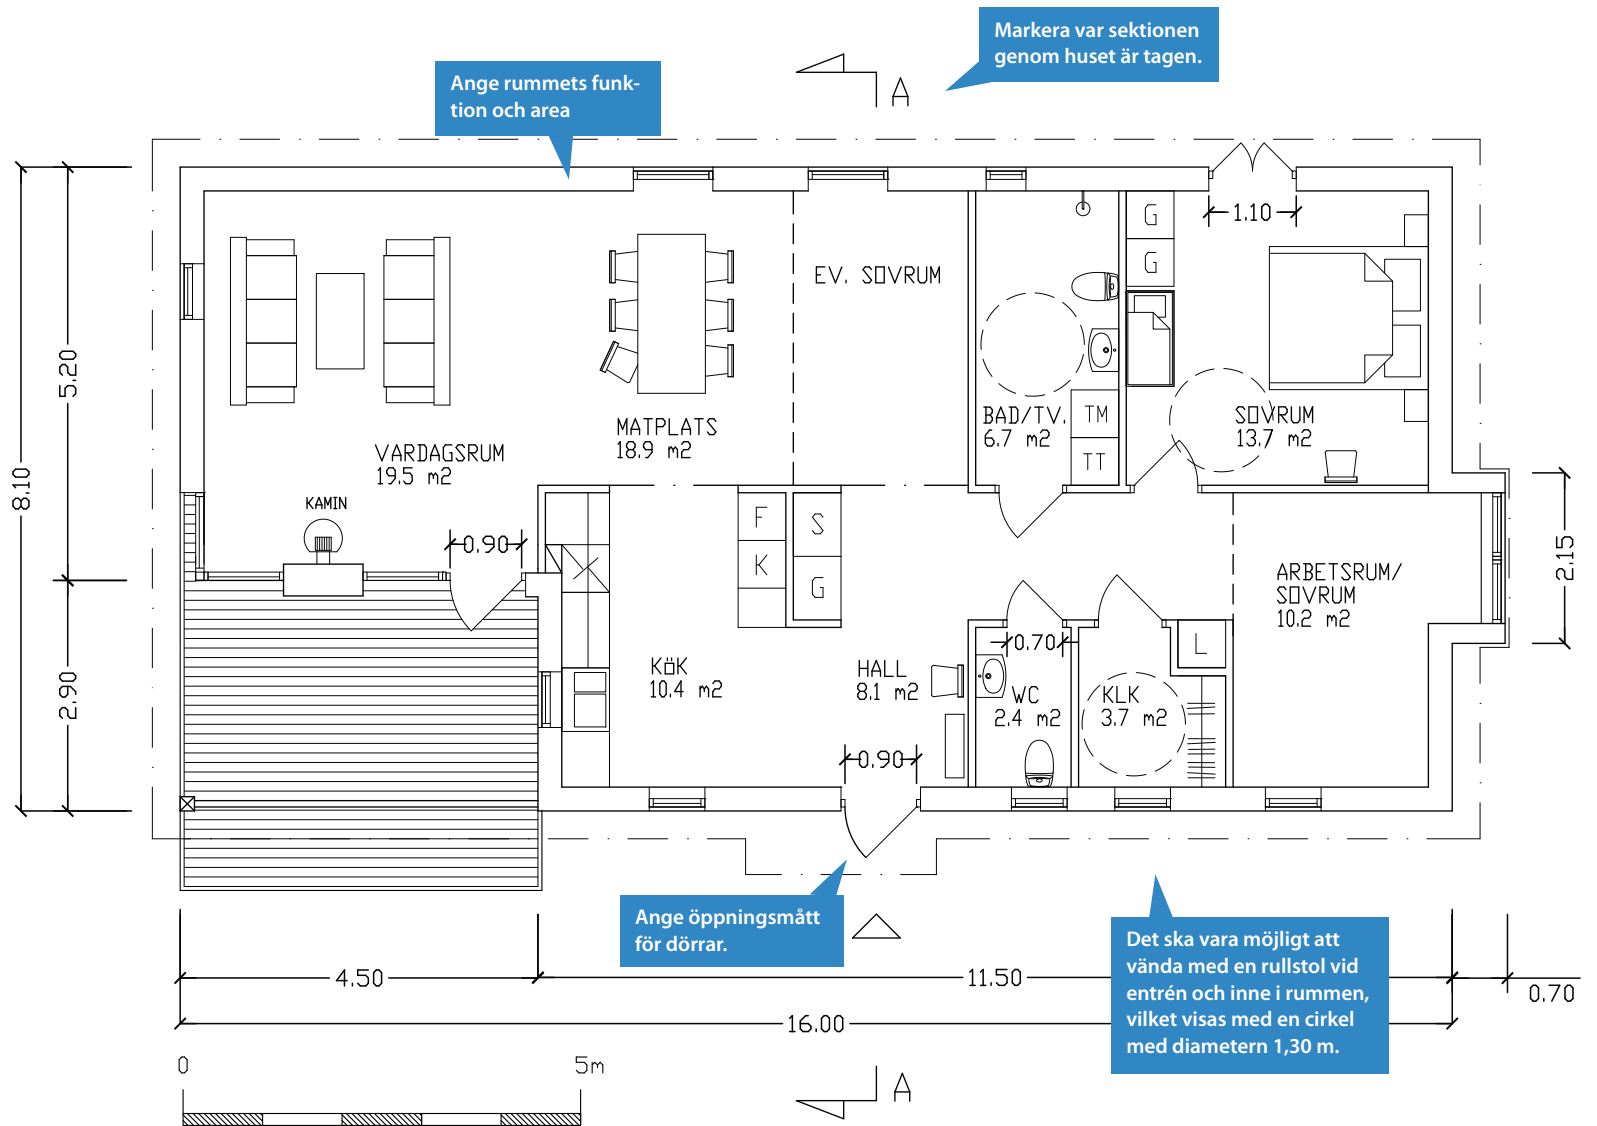 Markera var sektionen
genom huset är tagen.
Ange rummets funk-
tion och area
A
1.10
G
G
EV. SOVRUM
5.20
8.10
MATPLATS
18.9 m2
VARDAGSRUM
19.5 m2
BAD/TV.
6.7 m2
TM
TT
SOVRUM
13.7 m2
KAMIN
0.90
F
K
S
G
2.15
ARBETSRUM/
SOVRUM
10.2 m2
2.90
KöK
10.4 m2
HALL
8.1 m2
0.70
WC
2.4 m2
KLK
3.7 m2
L
0.90
Ange öppningsmått
för dörrar.
Det ska vara möjligt att
vända med en rullstol vid
entrén och inne i rummen,
vilket visas med en cirkel
med diametern 1,30 m.
4.50
11.50
0.70
16.00
0
5m
A